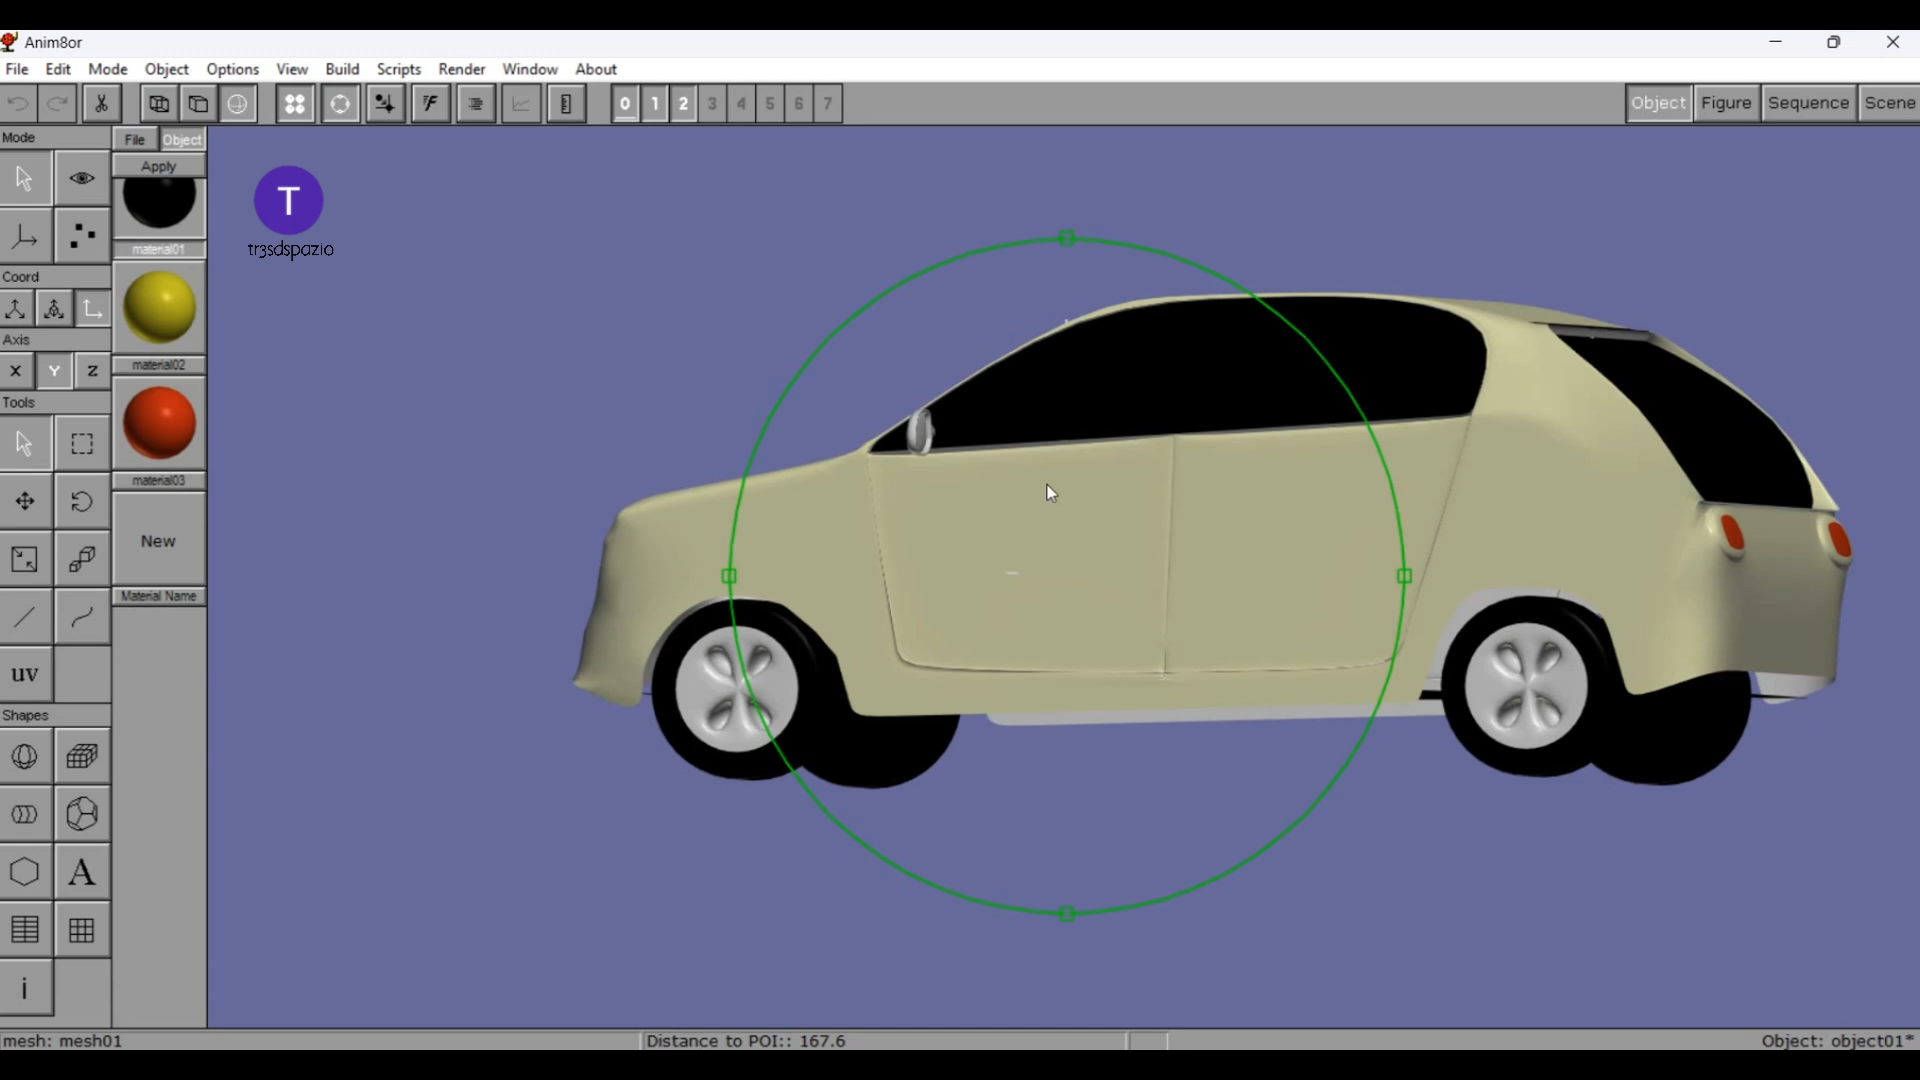 Anim8or
File Edit Mode Object Options View Build Scripts Render Window About
0 1 2 3 4 5 6 7
Object Figure Sequence Scene
Mode
File Object
Apply
T
tr3sdspazio
material01
Coord
Axis
X Y Z
material02
Tools
material03
New
Material Name
uv
Shapes
A
i
mesh: mesh01
Distance to POI:: 167.6
Object: object01*